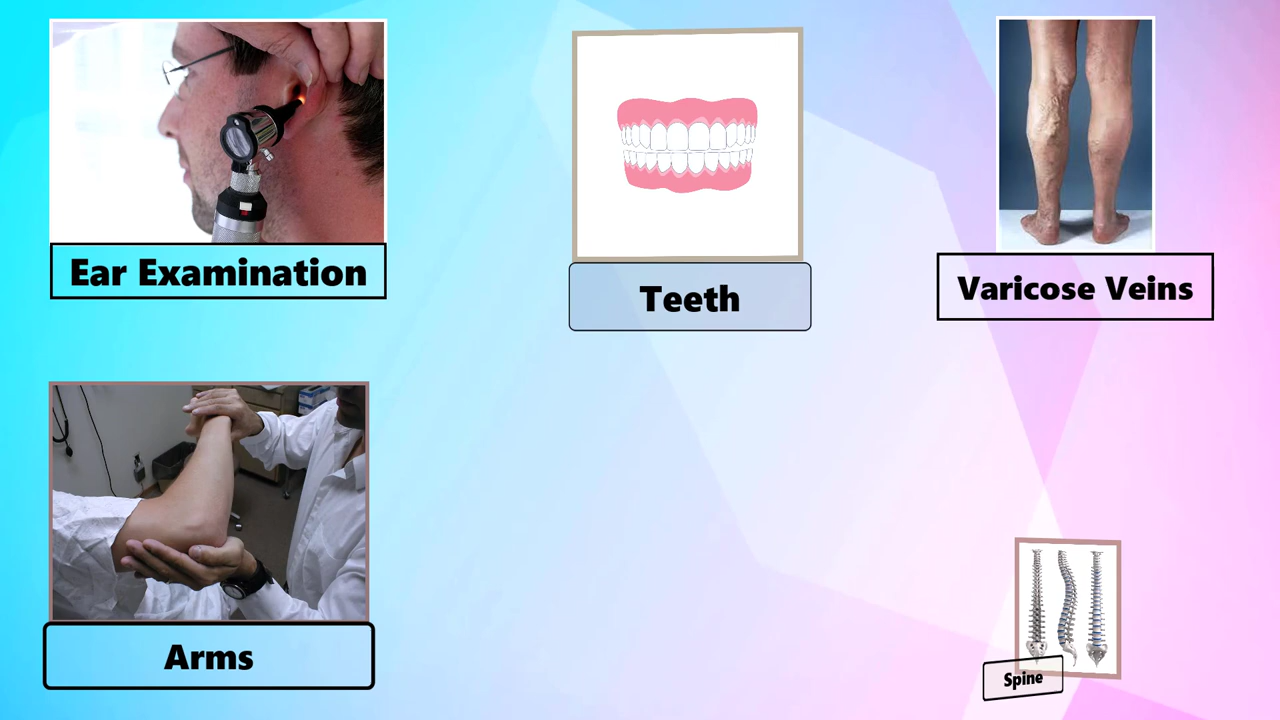 Ear Examination
Teeth
Varicose Veins
Arms
Spine